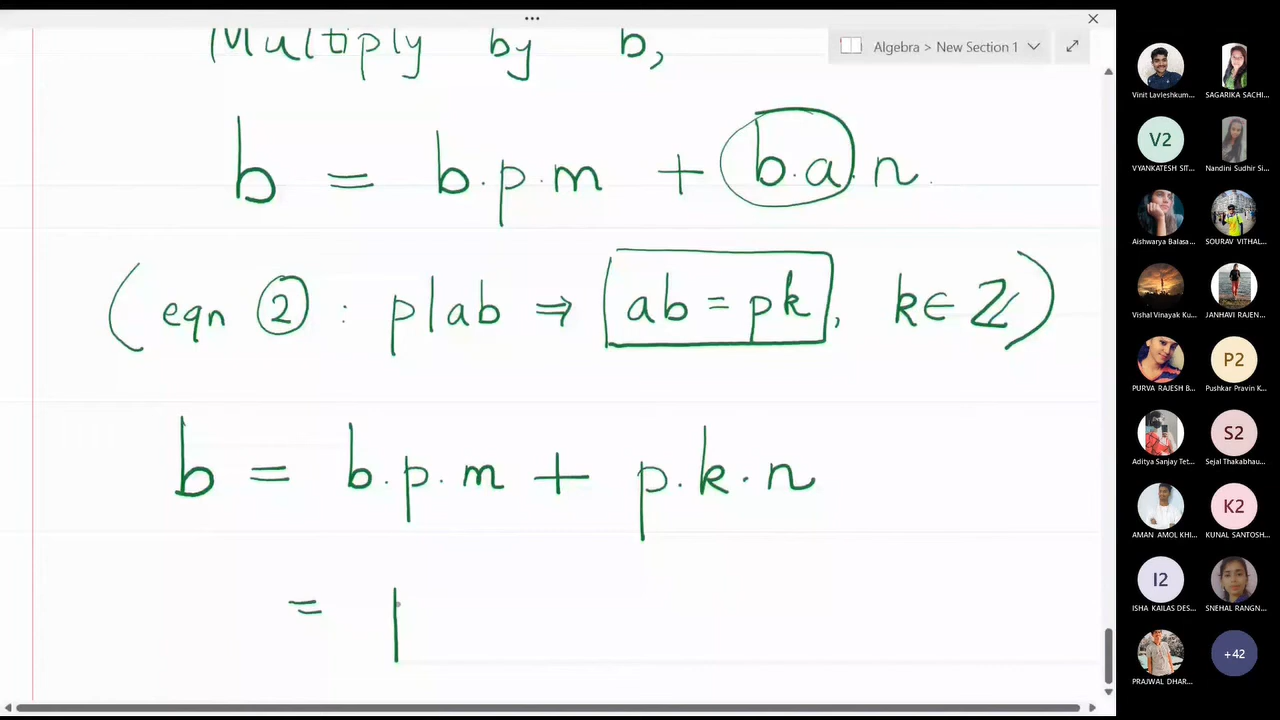 Multiply by b,
Algebra > New Section 1
b = b.p.m + b.a.n
(eqn ② : p|ab ⇒ ab = pk, k∈ℤ)
b = b.p.m + p.k.n
=
Vinit Lavleshkum...
SAGARIKA SACHI...
V2
VYANKATESH SIT...
Nandini Sudhir Si...
Aishwarya Balasa...
SOURAV VITHAL...
Vishal Vinayak Ku...
JANHAVI RAJEN...
P2
PURVA RAJESH B...
Pushkar Pravin K...
S2
Aditya Sanjay Tet...
Sejal Thakabhau...
K2
AMAN AMOL KHI...
KUNAL SANTOSH...
I2
ISHA KAILAS DES...
SNEHAL RANGN...
+42
PRAJWAL DHAR...